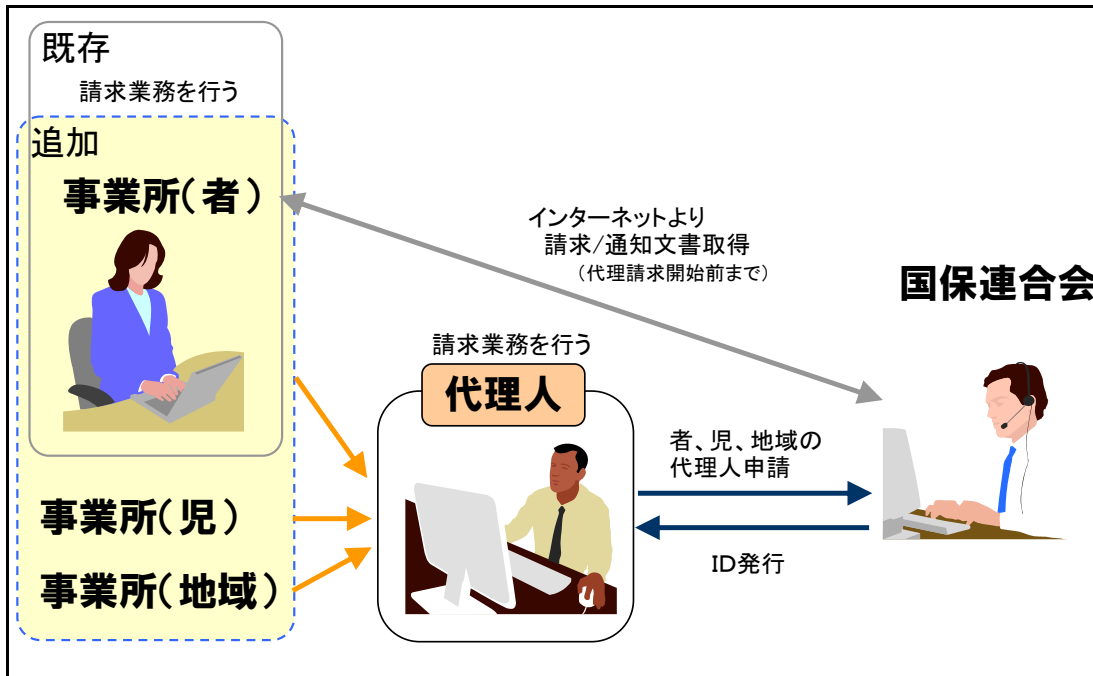 既存
請求業務を行う
追加
事業所(者)
インターネットより
請求/通知文書取得
(代理請求開始前まで)
国保連合会
請求業務を行う
代理人
者、児、地域の
代理人申請
事業所(児)
事業所(地域)
ID発行